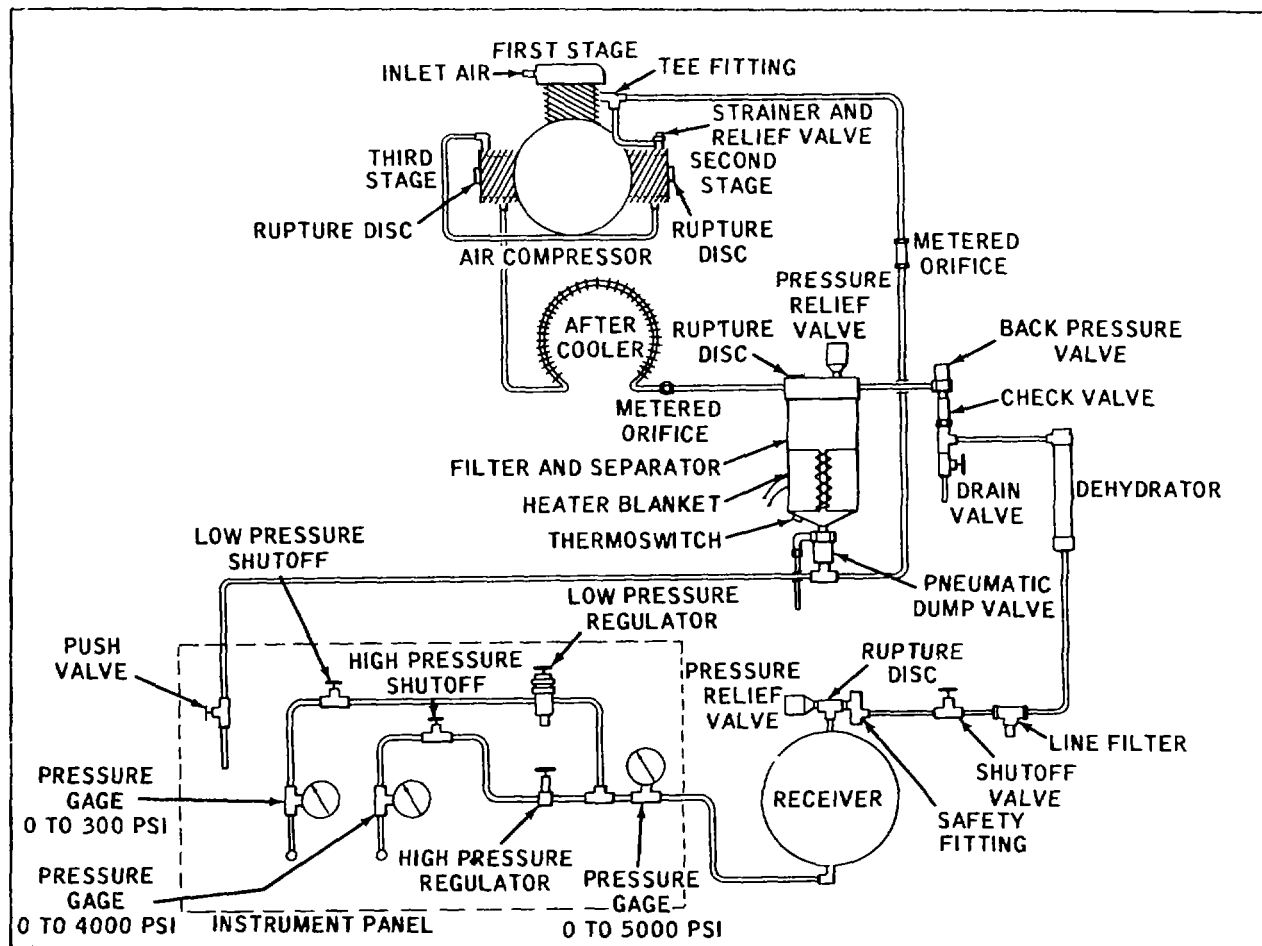 FIRST STAGE
INLET AIR
TEE FITTING
STRAINER AND
RELIEF VALVE
THIRD
STAGE
SECOND
STAGE
RUPTURE DISC
RUPTURE
DISC
AIR COMPRESSOR
METERED
ORIFICE
PRESSURE
RELIEF
VALVE
AFTER
COOLER
RUPTURE
DISC
BACK PRESSURE
VALVE
CHECK VALVE
METERED
ORIFICE
FILTER AND SEPARATOR
HEATER BLANKET
THERMOSWITCH
DRAIN
VALVE
DEHYDRATOR
LOW PRESSURE
SHUTOFF
PNEUMATIC
DUMP VALVE
LOW PRESSURE
REGULATOR
PUSH
VALVE
HIGH PRESSURE
SHUTOFF
RUPTURE
DISC
PRESSURE
RELIEF
VALVE
LINE FILTER
SHUTOFF
VALVE
RECEIVER
SAFETY
FITTING
PRESSURE
GAGE
0 TO 300 PSI
HIGH PRESSURE
REGULATOR
PRESSURE
GAGE
0 TO 5000 PSI
PRESSURE
GAGE
0 TO 4000 PSI
INSTRUMENT PANEL